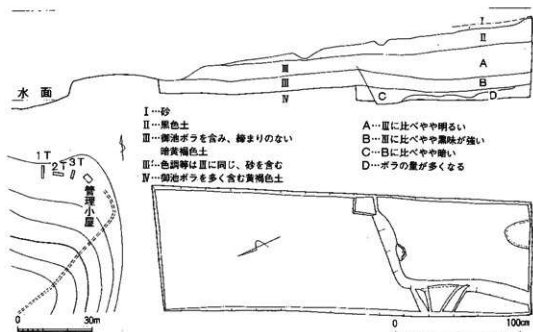 Ⅰ
Ⅱ
A
Ⅲ
Ⅲ
B
Ⅳ
C
D
水面
Ⅰ…砂
Ⅱ…黒色土
Ⅲ…御池ボラを含み、締まりのない
暗黄褐色土
Ⅲ…色調等はⅢに同じ、砂を含む
Ⅳ…御池ボラを多く含む黄褐色土
A…Ⅲに比べやや明るい
B…Ⅲに比べやや黒味が強い
C…Bに比べやや暗い
D…ボラの量が多くなる
1T
2T
3T
管理小屋
0 30m
0 100cm